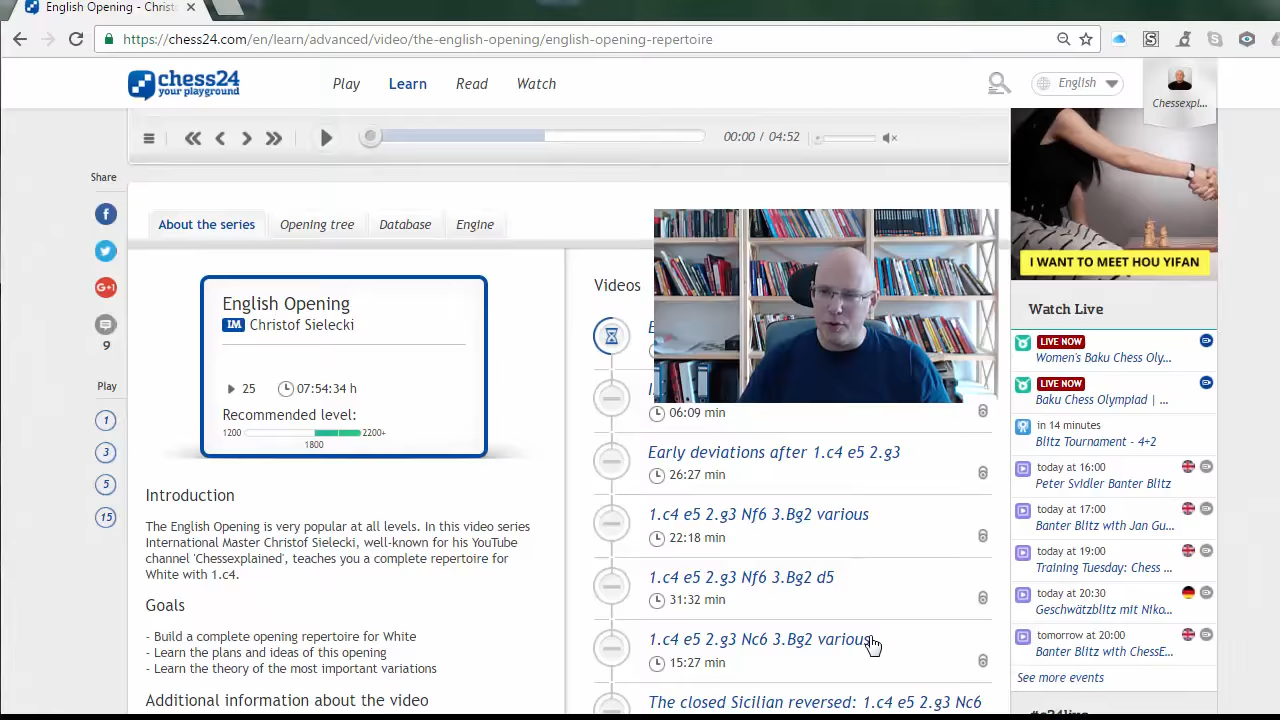 English Opening - Christ
https://chess24.com/en/learn/advanced/video/the-english-opening/english-opening-repertoire
chess24
your playground
Play
Learn
Read
Watch
English
Chessexpl...
00:00 / 04:52
Share
About the series
Opening tree
Database
Engine
I WANT TO MEET HOU YIFAN
English Opening
IM Christof Sielecki
25
07:54:34 h
Recommended level:
1200
2200+
1800
9
Play
1
3
5
15
Introduction
The English Opening is very popular at all levels. In this video series
International Master Christof Sielecki, well-known for his YouTube
channel 'Chessexplained', teaches you a complete repertoire for
White with 1.c4.
Goals
- Build a complete opening repertoire for White
- Learn the plans and ideas of this opening
- Learn the theory of the most important variations
Additional information about the video
Videos
06:09 min
Early deviations after 1.c4 e5 2.g3
26:27 min
1.c4 e5 2.g3 Nf6 3.Bg2 various
22:18 min
1.c4 e5 2.g3 Nf6 3.Bg2 d5
31:32 min
1.c4 e5 2.g3 Nc6 3.Bg2 various
15:27 min
The closed Sicilian reversed: 1.c4 e5 2.g3 Nc6
Watch Live
LIVE NOW
Women's Baku Chess Oly...
LIVE NOW
Baku Chess Olympiad | ...
in 14 minutes
Blitz Tournament - 4+2
today at 16:00
Peter Svidler Banter Blitz
today at 17:00
Banter Blitz with Jan Gu...
today at 19:00
Training Tuesday: Chess ...
today at 20:30
Geschwätzblitz mit Niko...
tomorrow at 20:00
Banter Blitz with ChessE...
See more events